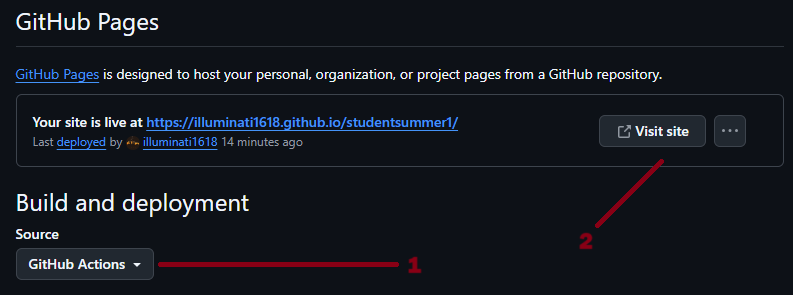 GitHub Pages
GitHub Pages is designed to host your personal, organization, or project pages from a GitHub repository.
Your site is live at https://illuminati1618.github.io/studentsummer1/
Visit site
Last deployed by illuminati1618 14 minutes ago
2
Build and deployment
Source
GitHub Actions
1